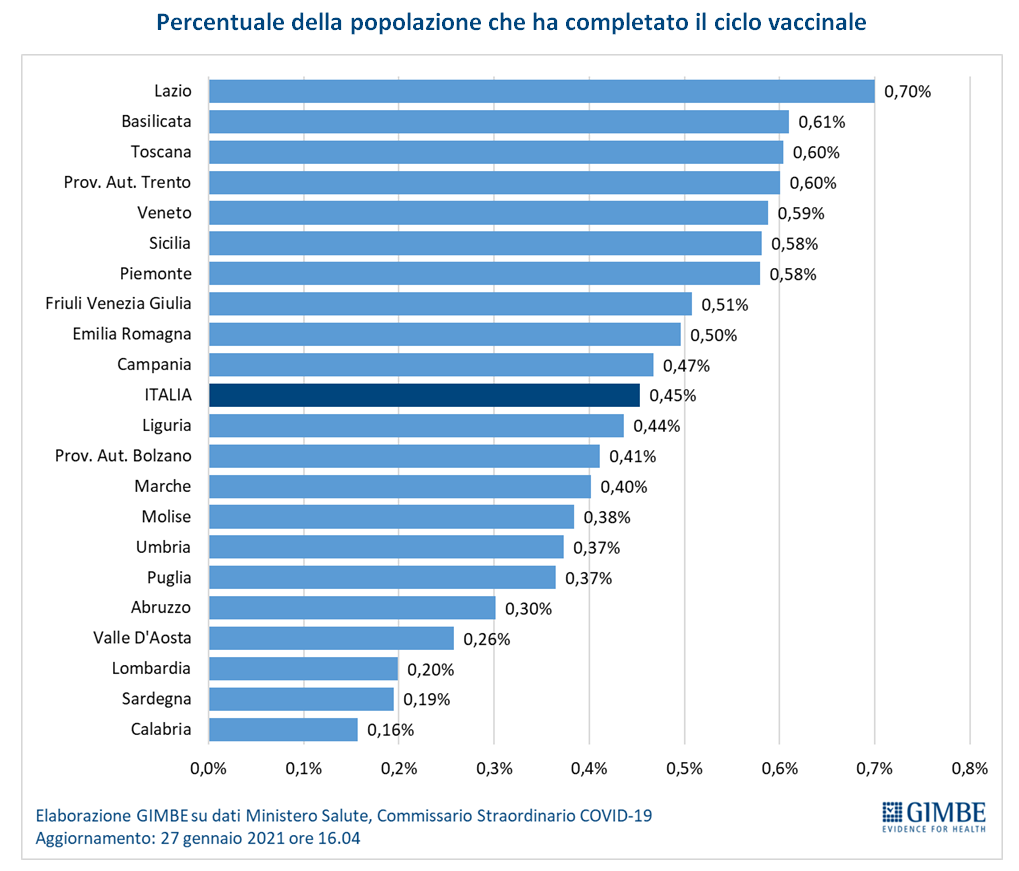 Percentuale della popolazione che ha completato il ciclo vaccinale
Lazio 0,70%
Basilicata 0,61%
Toscana 0,60%
Prov. Aut. Trento 0,60%
Veneto 0,59%
Sicilia 0,58%
Piemonte 0,58%
Friuli Venezia Giulia 0,51%
Emilia Romagna 0,50%
Campania 0,47%
ITALIA 0,45%
Liguria 0,44%
Prov. Aut. Bolzano 0,41%
Marche 0,40%
Molise 0,38%
Umbria 0,37%
Puglia 0,37%
Abruzzo 0,30%
Valle D'Aosta 0,26%
Lombardia 0,20%
Sardegna 0,19%
Calabria 0,16%
0,0% 0,1% 0,2% 0,3% 0,4% 0,5% 0,6% 0,7% 0,8%
Elaborazione GIMBE su dati Ministero Salute, Commissario Straordinario COVID-19
Aggiornamento: 27 gennaio 2021 ore 16.04
GIMBE
EVIDENCE FOR HEALTH